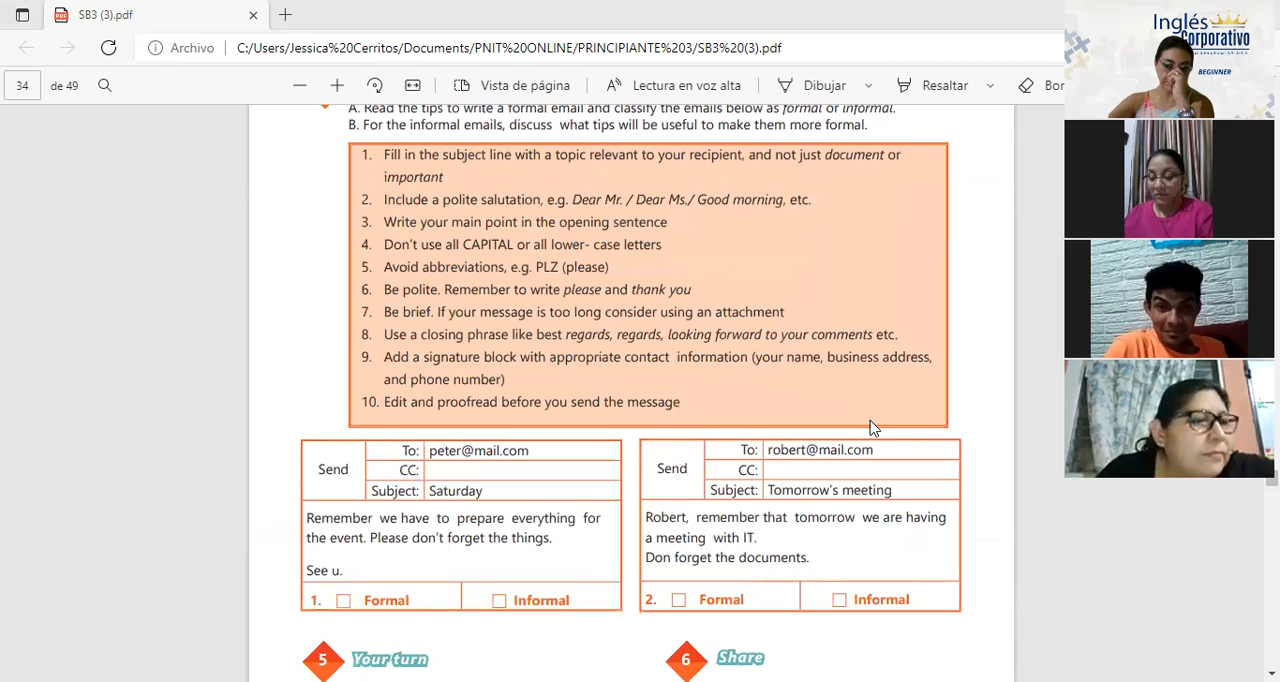 SB3 (3).pdf
Archivo
C:/Users/Jessica%20Cerritos/Documents/PNIT%20ONLINE/PRINCIPIANTE%203/SB3%20(3).pdf
34 de 49
Vista de página
Lectura en voz alta
Dibujar
Resaltar
Bor
Inglés
Corporativo
BEGINNER
A. Read the tips to write a formal email and classify the emails below as formal or informal.
B. For the informal emails, discuss what tips will be useful to make them more formal.
1. Fill in the subject line with a topic relevant to your recipient, and not just document or
important
2. Include a polite salutation, e.g. Dear Mr. / Dear Ms./ Good morning, etc.
3. Write your main point in the opening sentence
4. Don't use all CAPITAL or all lower- case letters
5. Avoid abbreviations, e.g. PLZ (please)
6. Be polite. Remember to write please and thank you
7. Be brief. If your message is too long consider using an attachment
8. Use a closing phrase like best regards, regards, looking forward to your comments etc.
9. Add a signature block with appropriate contact information (your name, business address,
and phone number)
10. Edit and proofread before you send the message
Send
To: peter@mail.com
CC:
Subject: Saturday
Remember we have to prepare everything for
the event. Please don't forget the things.
See u.
1. Formal Informal
Send
To: robert@mail.com
CC:
Subject: Tomorrow's meeting
Robert, remember that tomorrow we are having
a meeting with IT.
Don forget the documents.
2. Formal Informal
5 Your turn
6 Share